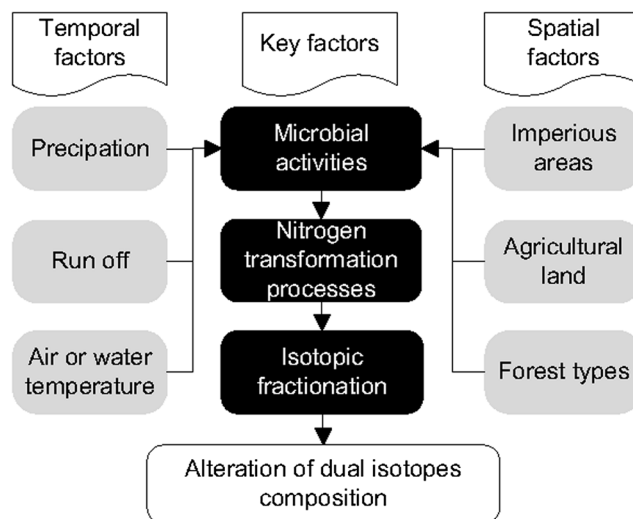 Temporal
factors
Key factors
Spatial
factors
Precipation
Microbial
activities
Imperious
areas
Run off
Nitrogen
transformation
processes
Agricultural
land
Air or water
temperature
Isotopic
fractionation
Forest types
Alteration of dual isotopes
composition